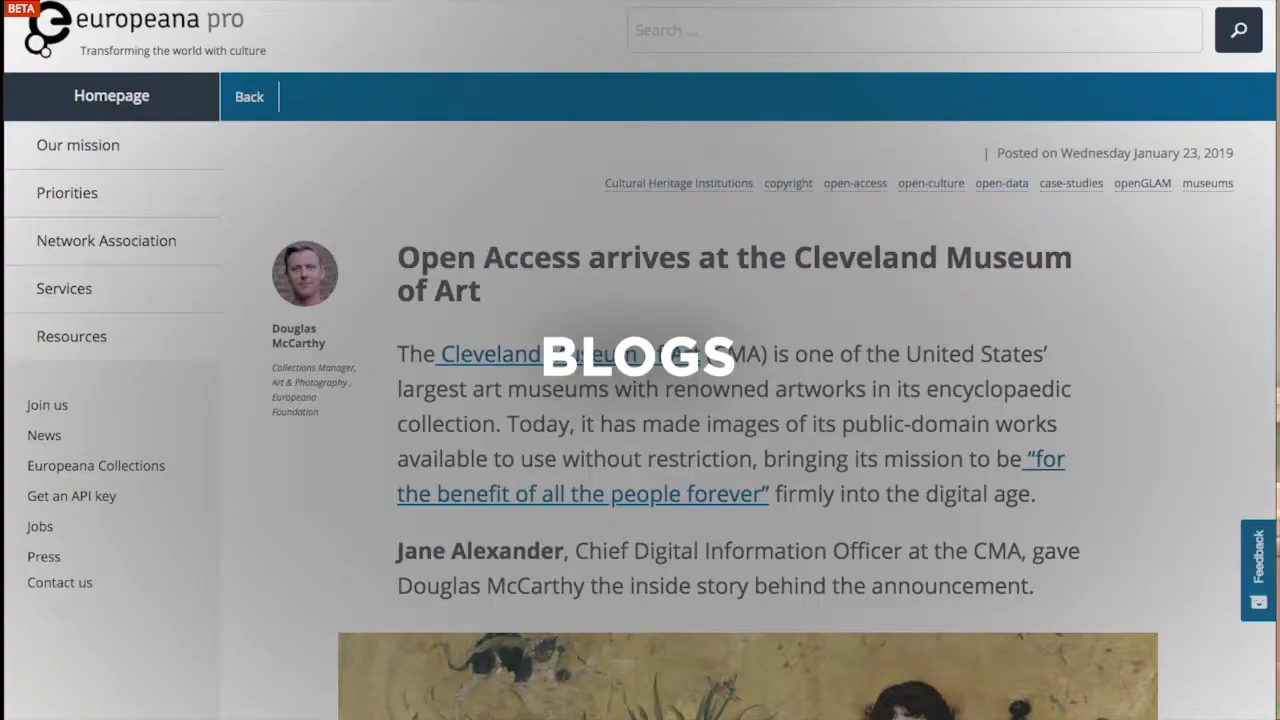 BETA
europeana pro
Transforming the world with culture
Search ...
Homepage
Back
Our mission
Priorities
Network Association
Services
Resources
Join us
News
Europeana Collections
Get an API key
Jobs
Press
Contact us
| Posted on Wednesday January 23, 2019
Cultural Heritage Institutions copyright open-access open-culture open-data case-studies openGLAM museums
Douglas
McCarthy
Collections Manager,
Art & Photography ,
Europeana
Foundation
Open Access arrives at the Cleveland Museum
of Art
The Cleveland Museum of Art (CMA) is one of the United States’
largest art museums with renowned artworks in its encyclopaedic
collection. Today, it has made images of its public-domain works
available to use without restriction, bringing its mission to be “for
the benefit of all the people forever” firmly into the digital age.
Jane Alexander, Chief Digital Information Officer at the CMA, gave
Douglas McCarthy the inside story behind the announcement.
BLOGS
Feedback